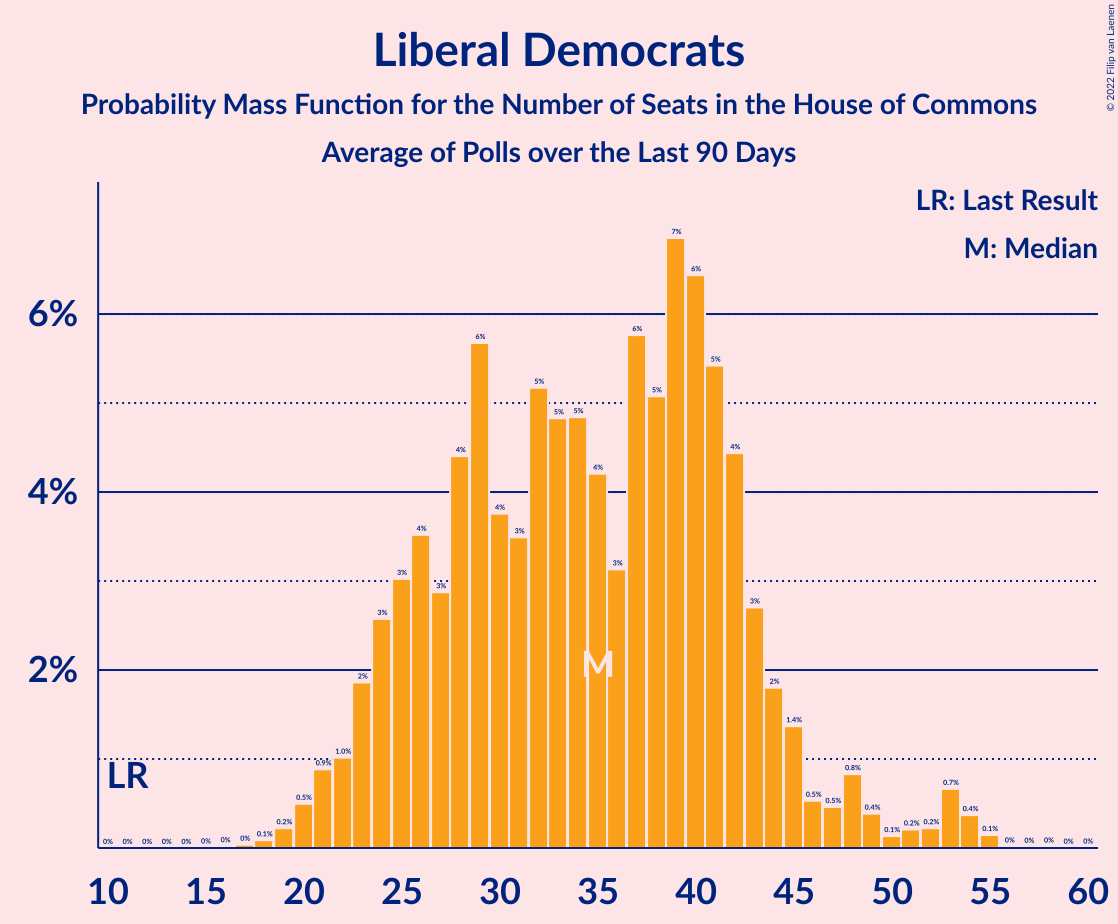 Liberal Democrats
Probability Mass Function for the Number of Seats in the House of Commons
Average of Polls over the Last 90 Days
© 2022 Filip van Laenen
LR: Last Result
M: Median
6%
4%
2%
LR
M
0% 0% 0% 0% 0% 0% 0% 0% 0.1% 0.2% 0.5% 0.9% 1.0% 2% 3% 3% 4% 3% 4% 6% 4% 3% 5% 5% 5% 4% 3% 6% 5% 7% 6% 5% 4% 3% 2% 1.4% 0.5% 0.5% 0.8% 0.4% 0.1% 0.2% 0.2% 0.7% 0.4% 0.1% 0% 0% 0% 0% 0%
10 15 20 25 30 35 40 45 50 55 60